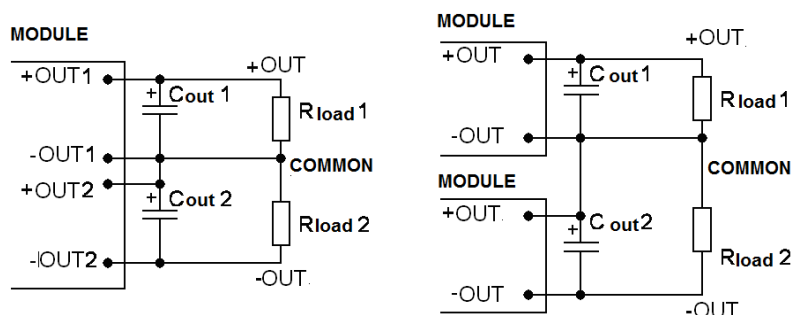 MODULE
+OUT1
+
Cout 1
+OUT
Rload 1
-OUT1
COMMON
+OUT2
+
Cout 2
Rload 2
-OUT2
-OUT
MODULE
+OUT
+
Cout 1
+OUT
Rload 1
-OUT
COMMON
MODULE
+OUT
+
C out2
Rload 2
-OUT
-OUT